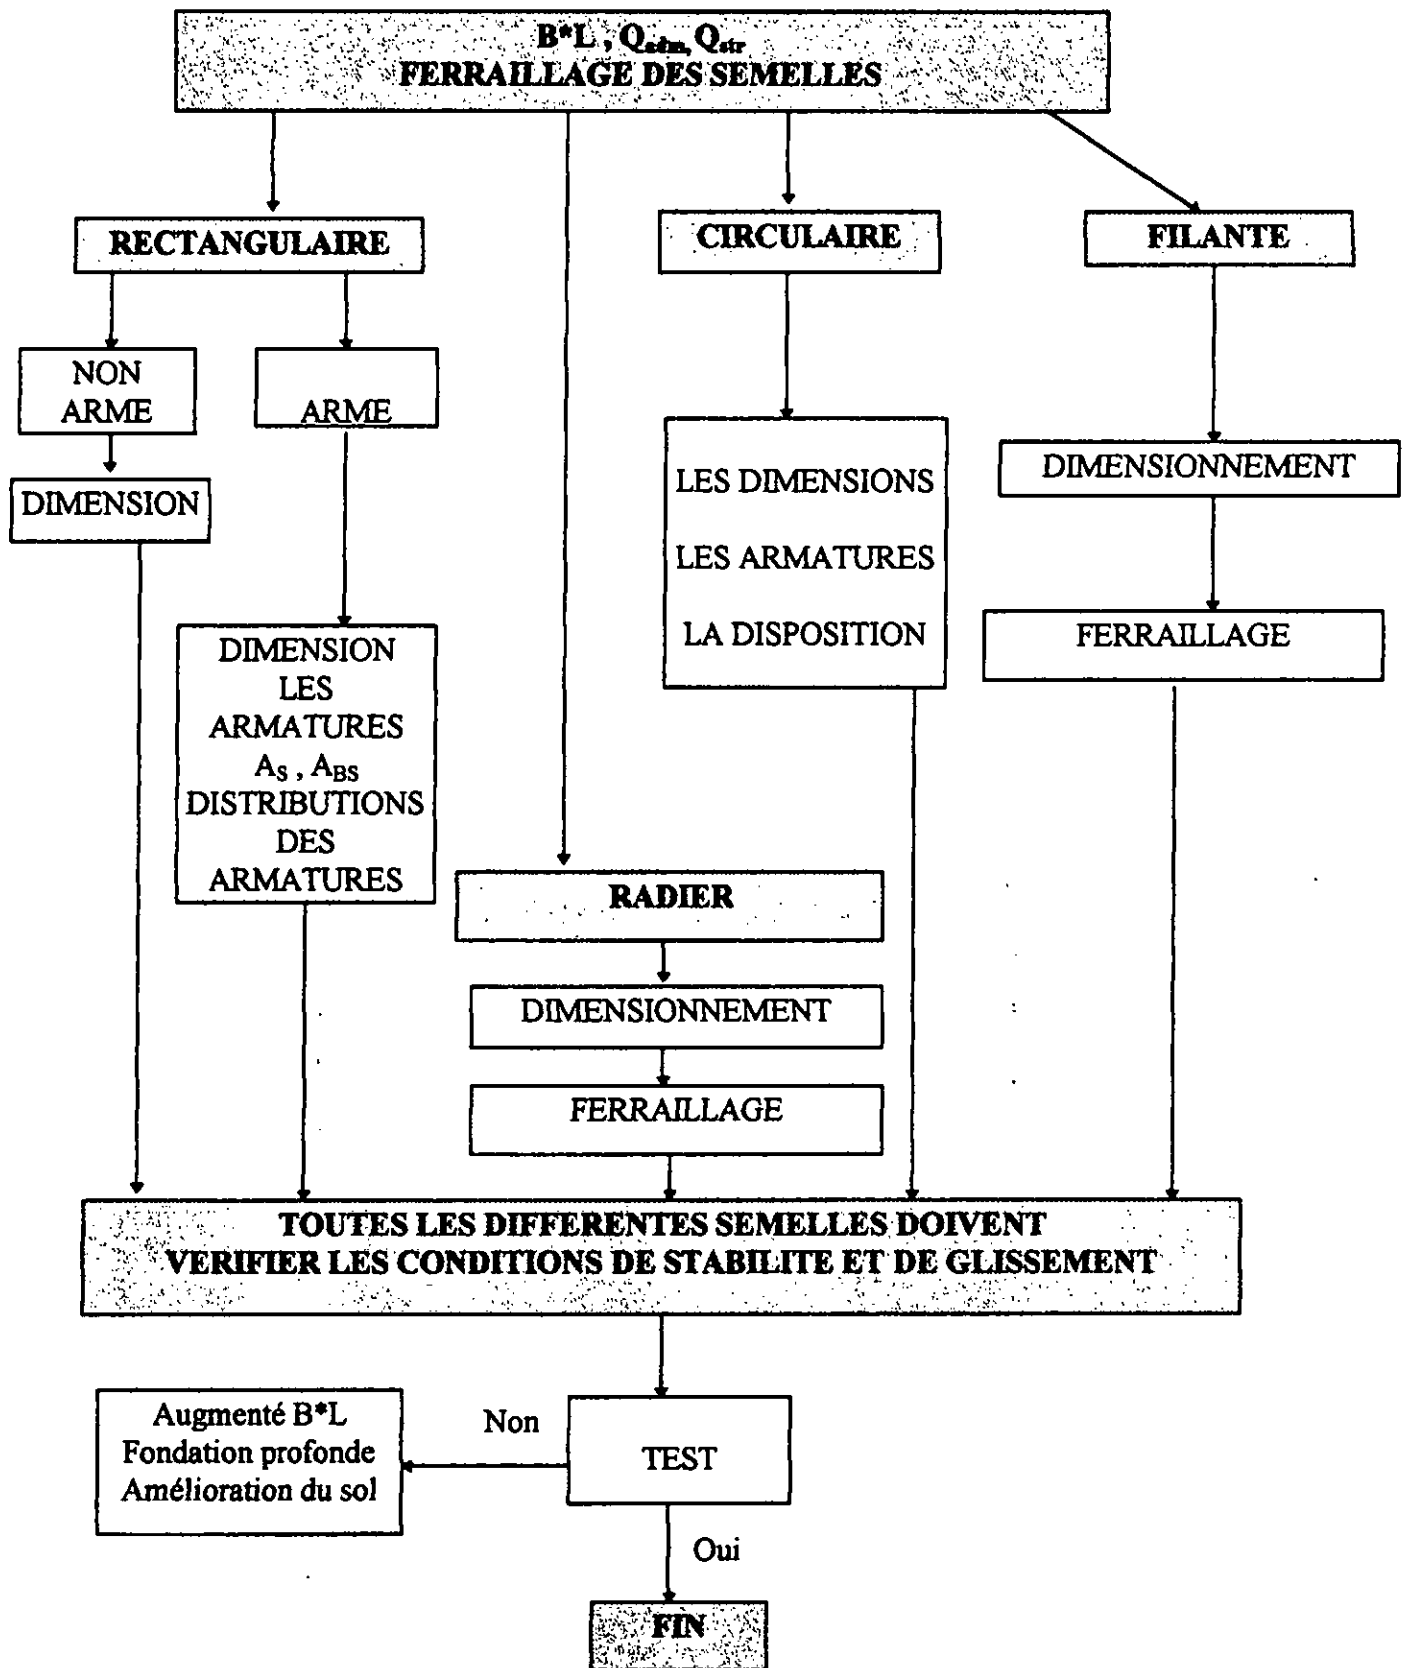 B*L , Qadm, Qstr
FERRAILLAGE DES SEMELLES
RECTANGULAIRE
CIRCULAIRE
FILANTE
NON
ARME
ARME
DIMENSION
LES DIMENSIONS
LES ARMATURES
LA DISPOSITION
DIMENSIONNEMENT
FERRAILLAGE
DIMENSION
LES
ARMATURES
AS , ABS
DISTRIBUTIONS
DES
ARMATURES
RADIER
DIMENSIONNEMENT
FERRAILLAGE
TOUTES LES DIFFERENTES SEMELLES DOIVENT
VERIFIER LES CONDITIONS DE STABILITE ET DE GLISSEMENT
Augmenté B*L
Fondation profonde
Amélioration du sol
Non
TEST
Oui
FIN